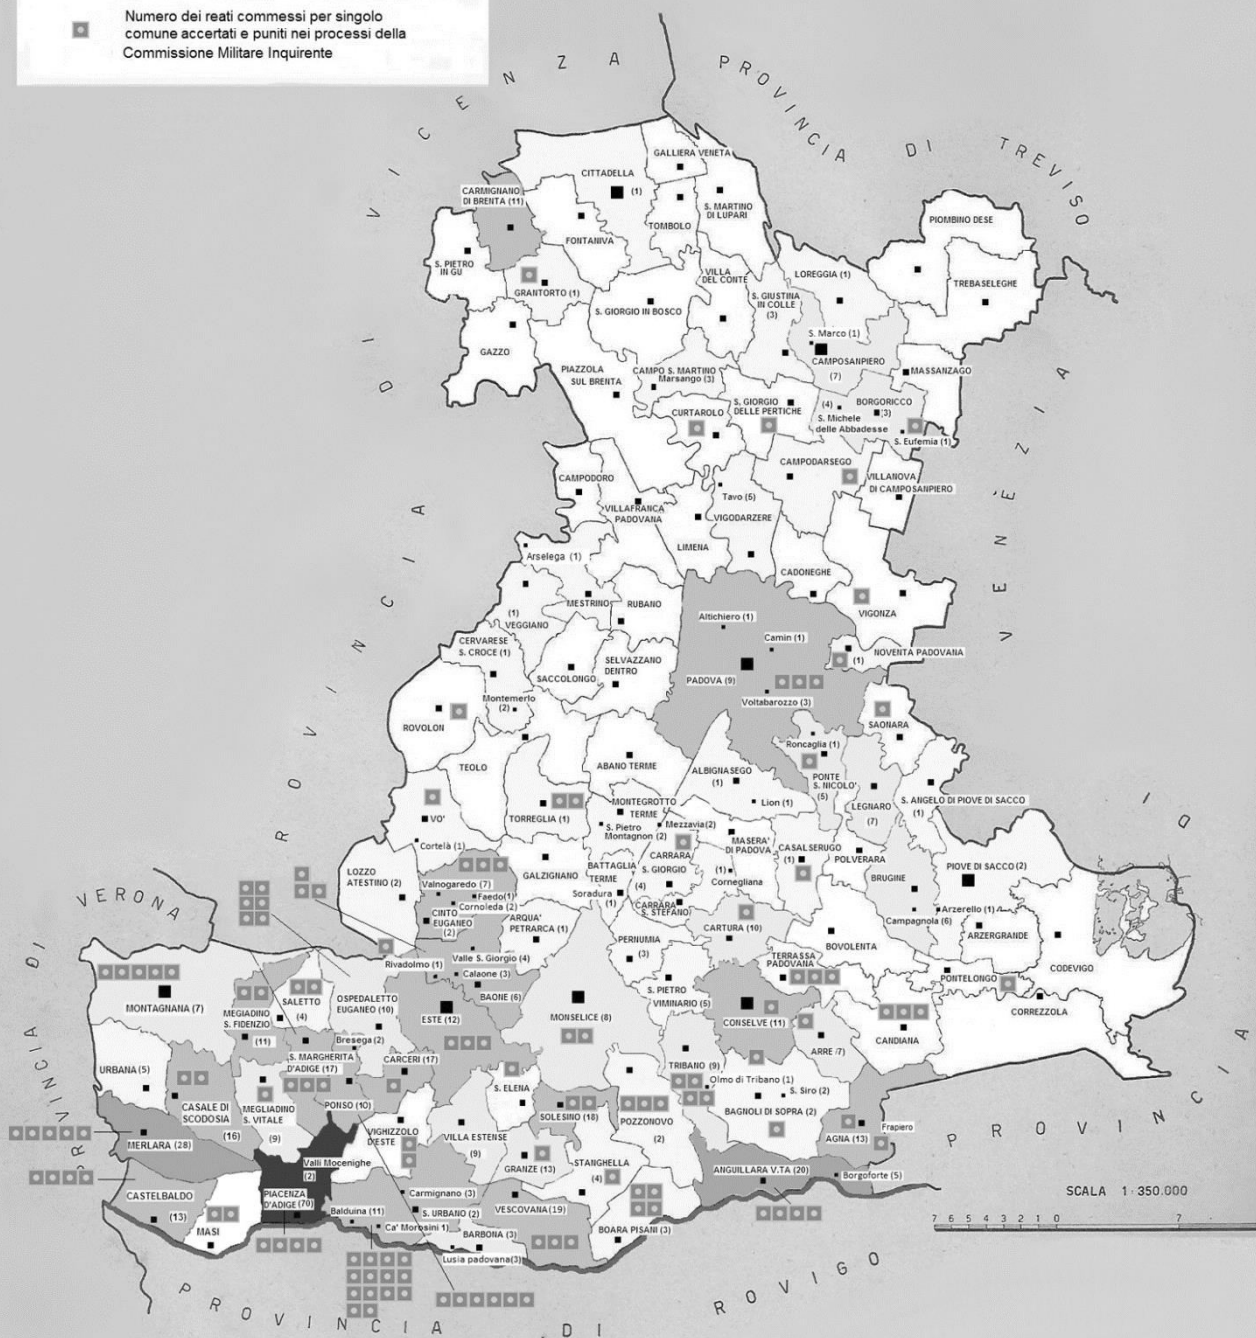 Numero dei reati commessi per singolo
comune accertati e puniti nei processi della
Commissione Militare Inquirente
PROVINCIA DI VICENZA
PROVINCIA DI TREVISO
GALLIERA VENETA
CITTADELLA
(1)
CARMIGNANO
DI BRENTA (11)
S. MARTINO
DI LUPARI
TOMBOLO
FONTANIVA
PIOMBINO DESE
S. PIETRO
IN GU
GRANTORTO (1)
VILLA
DEL CONTE
LOREGGIA (1)
TREBASELEGHE
S. GIUSTINA
IN COLLE
(3)
S. GIORGIO IN BOSCO
GAZZO
S. Marco (1)
CAMPOSANPIERO
(7)
MASSANZAGO
PIAZZOLA
SUL BRENTA
CAMPO S. MARTINO
Marsango (3)
S. GIORGIO
DELLE PERTICHE
CURTAROLO
(4)
BORGORICCO
(3)
S. Michele
delle Abbadesse
S. Eufemia (1)
CAMPODARSEGO
VILLANOVA
DI CAMPOSANPIERO
CAMPODORO
Tavo (5)
VILLAFRANCA
PADOVANA
VIGODARZERE
LIMENA
Arselega (1)
CADONEGHE
MESTRINO
RUBANO
VIGONZA
(1)
VEGGIANO
Altichiero (1)
CERVARESE
S. CROCE (1)
Camin (1)
SELVAZZANO
DENTRO
SACCOLONGO
NOVENTA PADOVANA
(1)
PADOVA (9)
Voltabarozzo (3)
Montemerlo
(2)
ROVOLON
SAONARA
Roncaglia (1)
TEOLO
ABANO TERME
ALBIGNASEGO
(1)
PONTE
S. NICOLO'
(5)
LEGNARO
(7)
S. ANGELO DI PIOVE DI SACCO
(1)
Lion (1)
MONTEGROTTO
TERME
VO'
TORREGLIA (1)
S. Pietro
Montagnon (2)
Mezzavia(2)
MASERA'
DI PADOVA
CASALSERUGO
(1)
POLVERARA
Cortelà (1)
CARRARA
S. GIORGIO
(4)
LOZZO
ATESTINO (2)
GALZIGNANO
BATTAGLIA
TERME
(1)
Cornegliana
BRUGINE
PIOVE DI SACCO (2)
Valnogaredo (7)
Faedo(1)
Cornoleda (2)
CINTO
EUGANEO
(2)
Soradura
(1)
CARRARA
S. STEFANO
Campagnola (6)
Arzerello (1)
ARZERGRANDE
ARQUA'
PETRARCA (1)
CARTURA (10)
BOVOLENTA
PERNUMIA
(3)
Valle S. Giorgio (4)
Rivadolmo (1)
Calaone (3)
BAONE (6)
TERRASSA
PADOVANA
CODEVIGO
PONTELONGO
CORREZZOLA
S. PIETRO
VIMINARIO (5)
MONTAGNANA (7)
SALETTO
(4)
OSPEDALETTO
EUGANEO (10)
MEGIADINO
S. FIDENZIO
(11)
ESTE (12)
MONSELICE (8)
CONSELVE (11)
CANDIANA
ARRE (7)
Bresega (2)
S. MARGHERITA
D'ADIGE (17)
CARCERI (17)
TRIBANO (9)
Olmo di Tribano (1)
S. Siro (2)
URBANA (5)
S. ELENA
CASALE DI
SCODOSIA
(16)
MEGLIADINO
S. VITALE
(9)
PONSO (10)
SOLESINO (18)
POZZONOVO
(2)
BAGNOLI DI SOPRA (2)
AGNA (13)
Frapiero
MERLARA (28)
VIGHIZZOLO
D'ESTE
VILLA ESTENSE
(9)
GRANZE (13)
STANGHELLA
(4)
Valli Mocenighe
(2)
ANGUILLARA V.TA (20)
Borgoforte (5)
CASTELBALDO
(13)
PIACENZA
D'ADIGE (70)
MASI
Carmignano (3)
S. URBANO (2)
VESCOVANA (19)
Balduina (11)
Ca' Morosini 1)
BARBONA (3)
BOARA PISANI (3)
Lusia padovana(3)
PROVINCIA DI VERONA
PROVINCIA DI ROVIGO
PROVINCIA DI VENÈZIA
SCALA 1:350.000
7 6 5 4 3 2 1 0 7